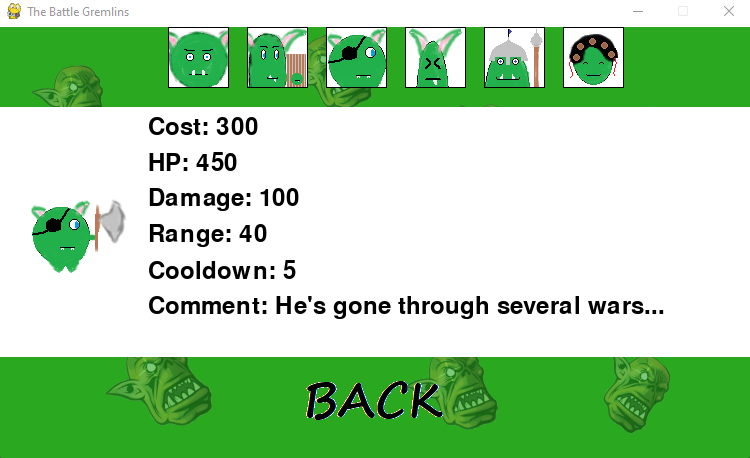 The Battle Gremlins
Cost: 300
HP: 450
Damage: 100
Range: 40
Cooldown: 5
Comment: He's gone through several wars...
BACK